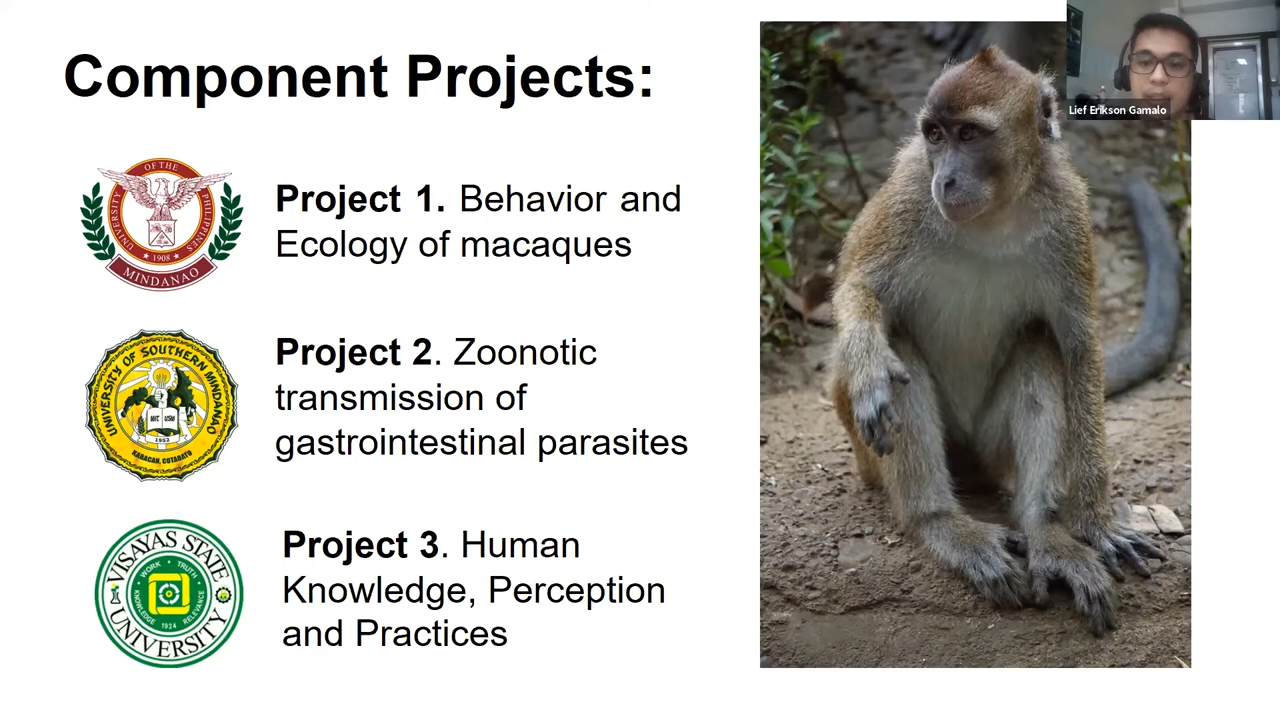 Component Projects:
Lief Erikson Gamalo
UNIVERSITY OF THE PHILIPPINES
1908
MINDANAO
Project 1. Behavior and
Ecology of macaques
UNIVERSITY OF SOUTHERN MINDANAO
1952
KABACAN, COTABATO
Project 2. Zoonotic
transmission of
gastrointestinal parasites
VISAYAS STATE UNIVERSITY
WORK • TRUTH
KNOWLEDGE 1924 RELEVANCE
Project 3. Human
Knowledge, Perception
and Practices